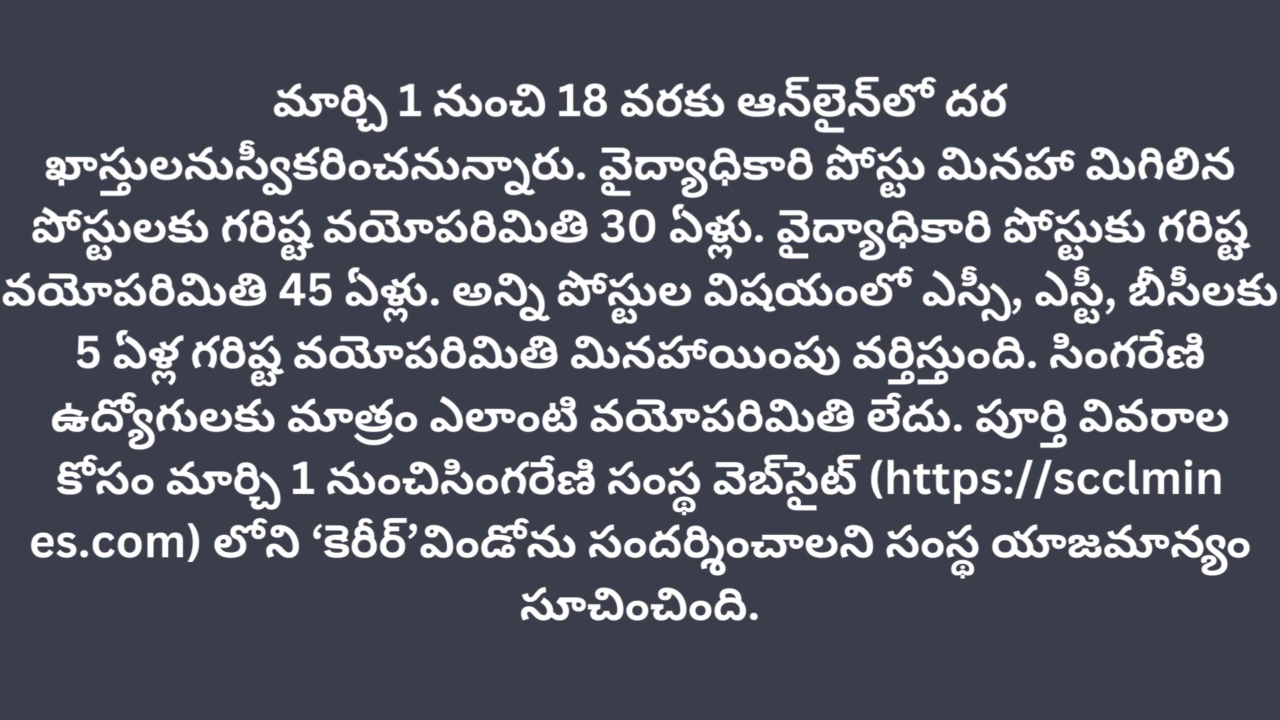 మార్చి 1 నుంచి 18 వరకు ఆన్‌లైన్‌లో దర
ఖాస్తులనుస్వీకరించనున్నారు. వైద్యాధికారి పోస్టు మినహా మిగిలిన
పోస్టులకు గరిష్ట వయోపరిమితి 30 ఏళ్లు. వైద్యాధికారి పోస్టుకు గరిష్ట
వయోపరిమితి 45 ఏళ్లు. అన్ని పోస్టుల విషయంలో ఎస్సీ, ఎస్టీ, బీసీలకు
5 ఏళ్ల గరిష్ట వయోపరిమితి మినహాయింపు వర్తిస్తుంది. సింగరేణి
ఉద్యోగులకు మాత్రం ఎలాంటి వయోపరిమితి లేదు. పూర్తి వివరాల
కోసం మార్చి 1 నుంచిసింగరేణి సంస్థ వెబ్‌సైట్ (https://scclmin
es.com) లోని ‘కెరీర్’విండోను సందర్శించాలని సంస్థ యాజమాన్యం
సూచించింది.